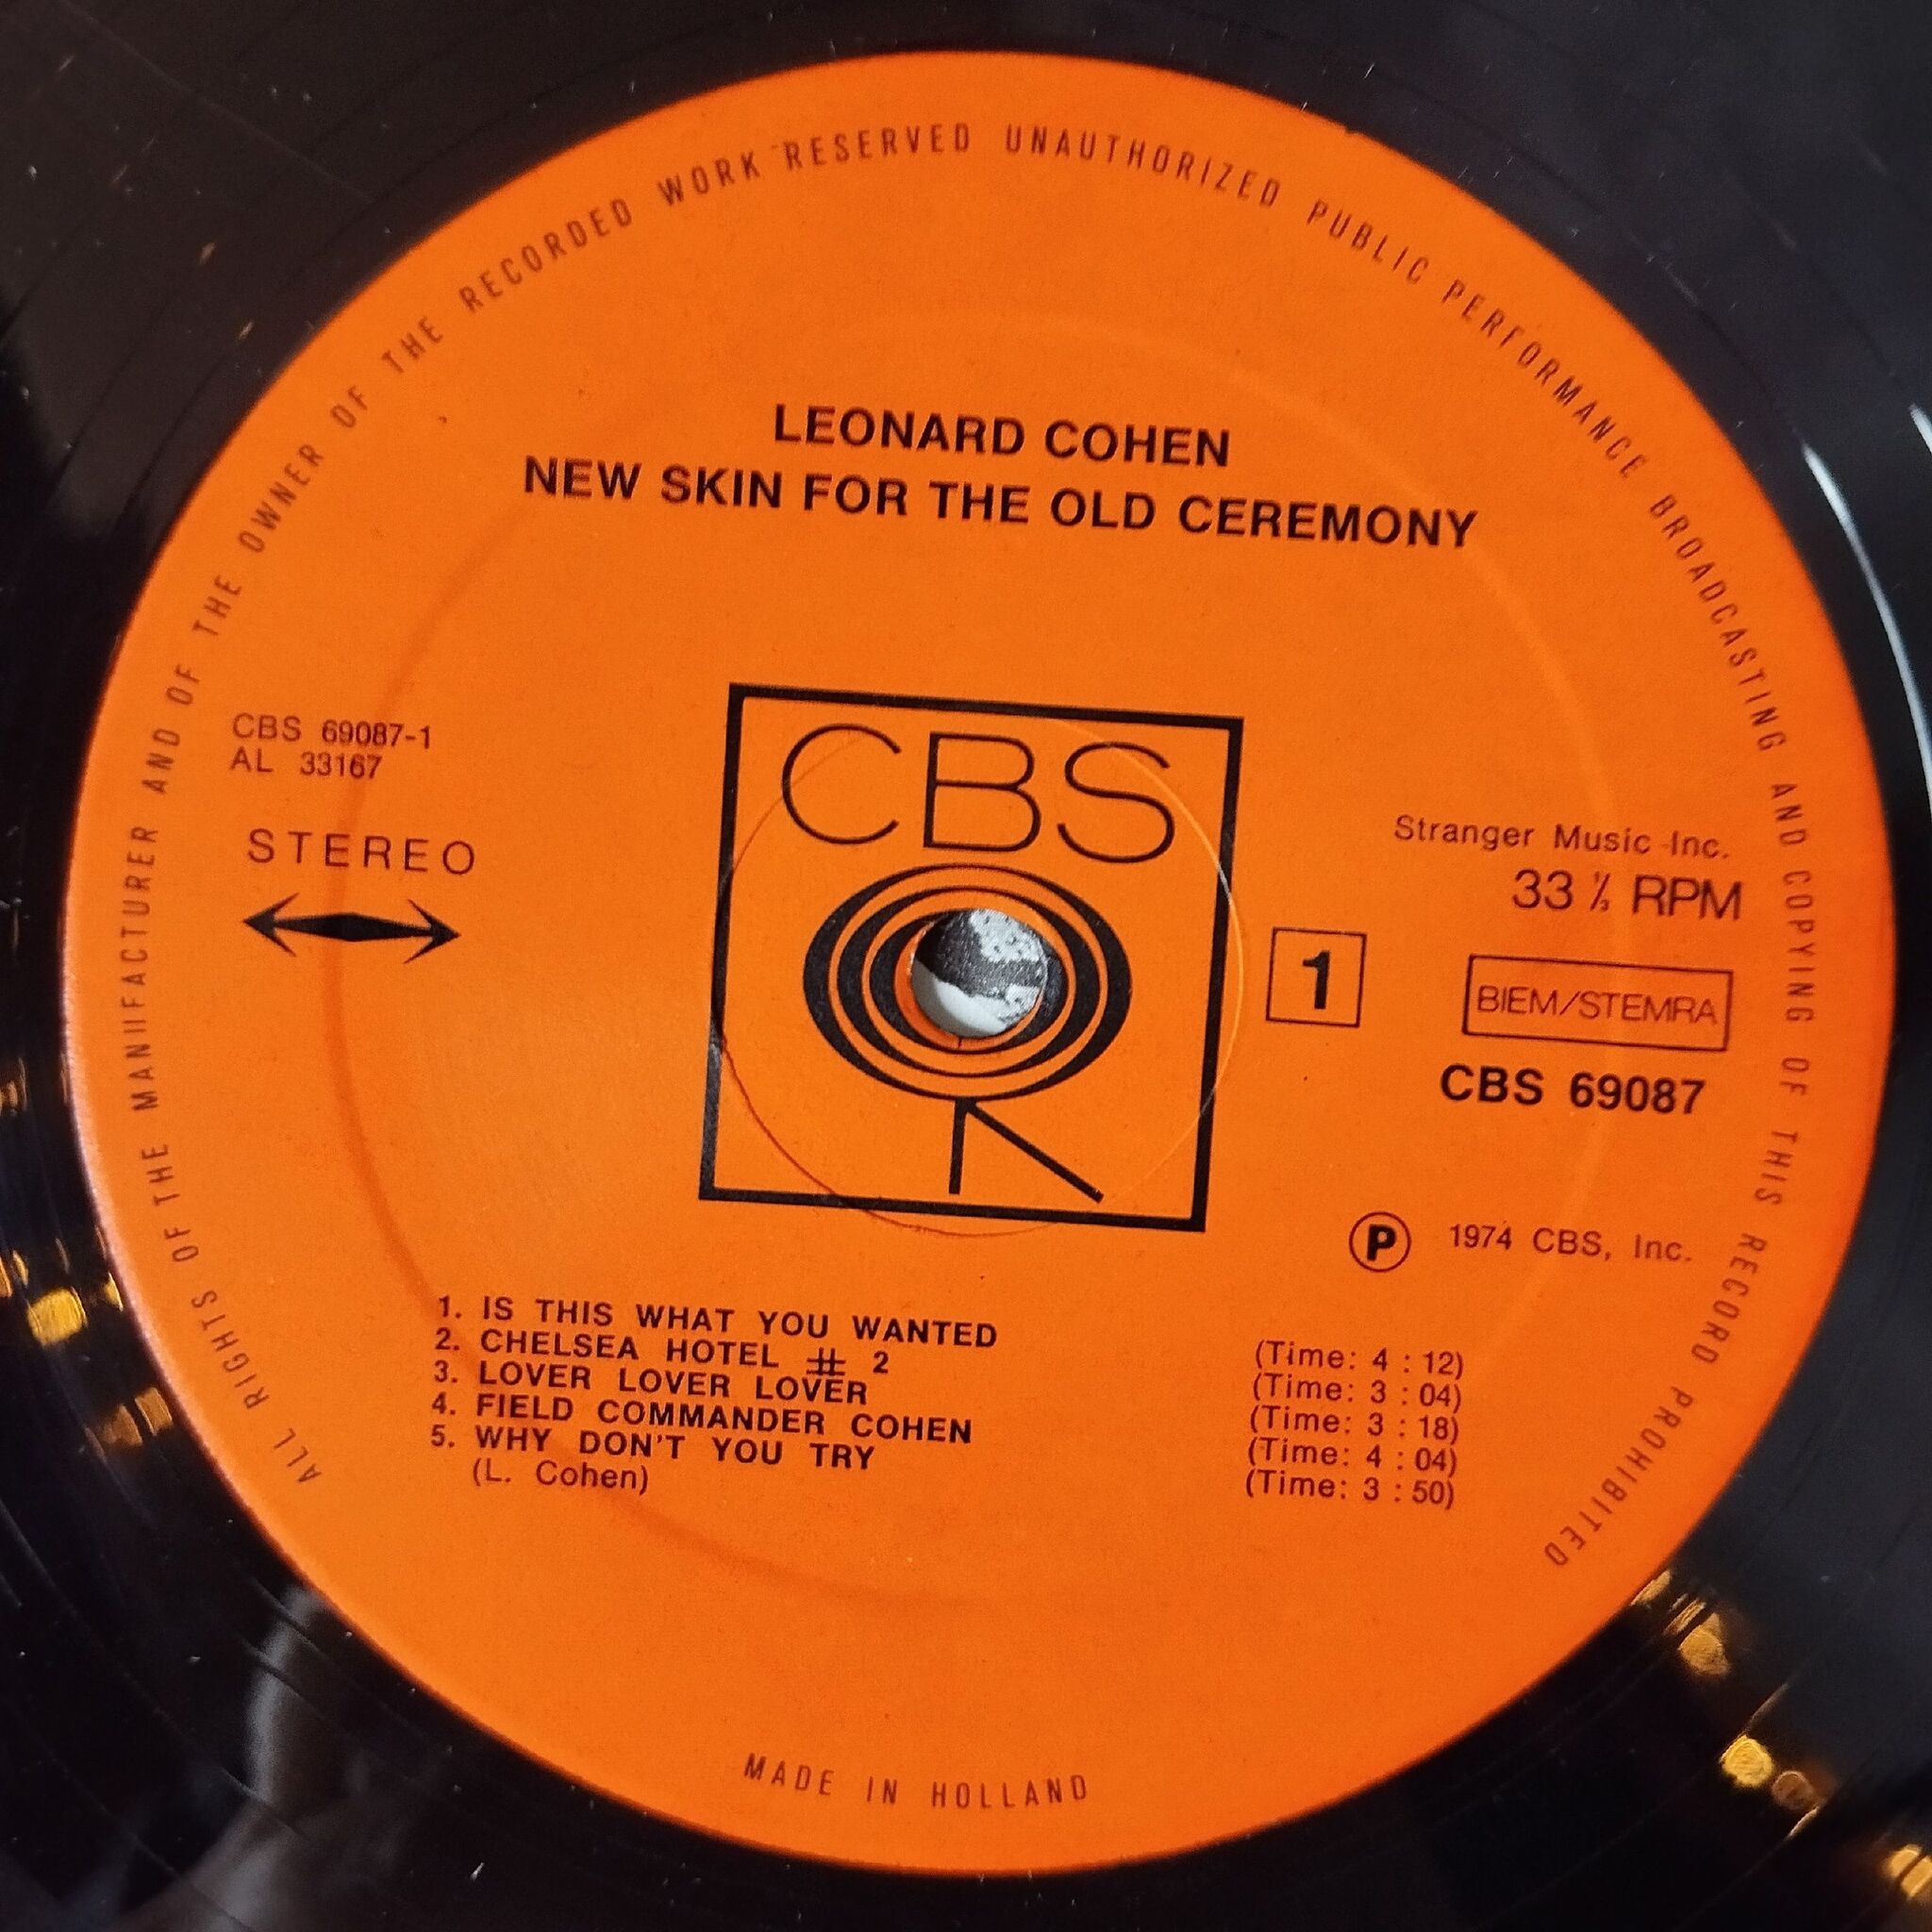 ALL RIGHTS OF THE MANUFACTURER AND OF THE OWNER OF THE RECORDED WORK RESERVED UNAUTHORIZED PUBLIC PERFORMANCE BROADCASTING AND COPYING OF THIS RECORD PROHIBITED
LEONARD COHEN
NEW SKIN FOR THE OLD CEREMONY
CBS 69087-1
AL 33167
STEREO
CBS
Stranger Music Inc.
33 ⅓ RPM
1
BIEM/STEMRA
CBS 69087
Ⓟ 1974 CBS, Inc.
1. IS THIS WHAT YOU WANTED (Time: 4 : 12)
2. CHELSEA HOTEL # 2 (Time: 3 : 04)
3. LOVER LOVER LOVER (Time: 3 : 18)
4. FIELD COMMANDER COHEN (Time: 4 : 04)
5. WHY DON'T YOU TRY (Time: 3 : 50)
(L. Cohen)
MADE IN HOLLAND